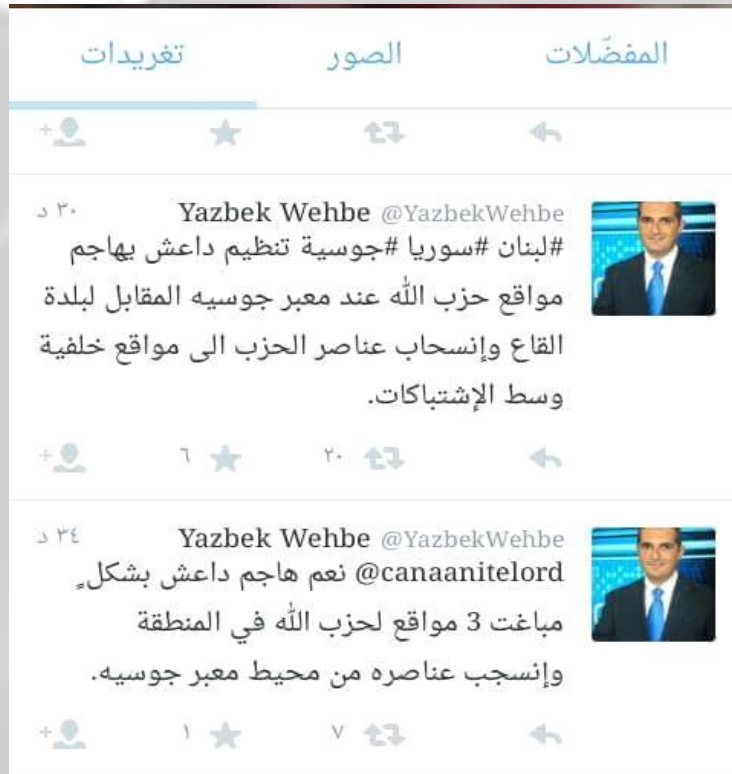 المفضّلات الصور تغريدات
Yazbek Wehbe @YazbekWehbe ٣٠ د
#لبنان #سوريا #جوسية تنظيم داعش يهاجم
مواقع حزب الله عند معبر جوسيه المقابل لبلدة
القاع وإنسحاب عناصر الحزب الى مواقع خلفية
وسط الإشتباكات.
٢٠ ٦
Yazbek Wehbe @YazbekWehbe ٣٤ د
@canaanitelord نعم هاجم داعش بشكلٍ
مباغت 3 مواقع لحزب الله في المنطقة
وإنسجب عناصره من محيط معبر جوسيه.
٧ ١